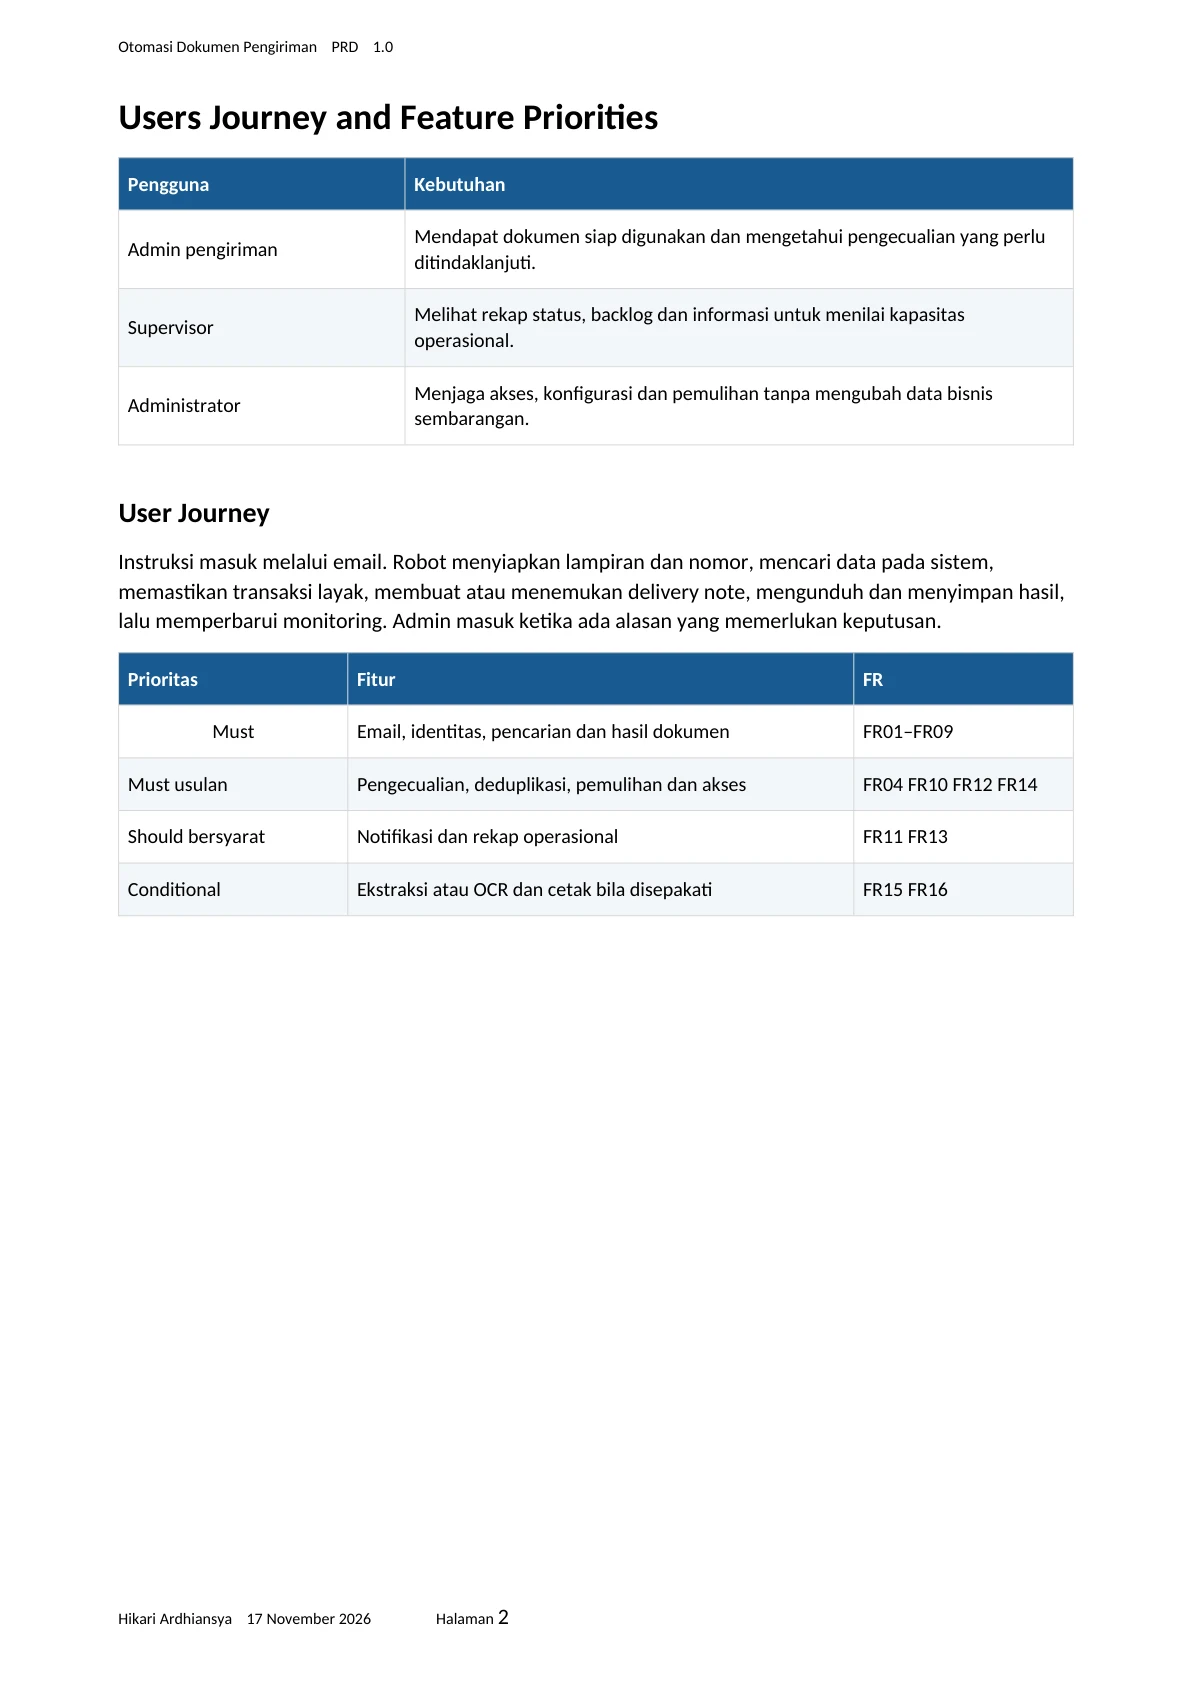 Otomasi Dokumen Pengiriman PRD 1.0
Users Journey and Feature Priorities
Pengguna Kebutuhan
Admin pengiriman Mendapat dokumen siap digunakan dan mengetahui pengecualian yang perlu
ditindaklanjuti.
Supervisor Melihat rekap status, backlog dan informasi untuk menilai kapasitas
operasional.
Administrator Menjaga akses, konfigurasi dan pemulihan tanpa mengubah data bisnis
sembarangan.
User Journey
Instruksi masuk melalui email. Robot menyiapkan lampiran dan nomor, mencari data pada sistem,
memastikan transaksi layak, membuat atau menemukan delivery note, mengunduh dan menyimpan hasil,
lalu memperbarui monitoring. Admin masuk ketika ada alasan yang memerlukan keputusan.
Prioritas Fitur FR
Must Email, identitas, pencarian dan hasil dokumen FR01–FR09
Must usulan Pengecualian, deduplikasi, pemulihan dan akses FR04 FR10 FR12 FR14
Should bersyarat Notifikasi dan rekap operasional FR11 FR13
Conditional Ekstraksi atau OCR dan cetak bila disepakati FR15 FR16
Hikari Ardhiansya 17 November 2026 Halaman 2